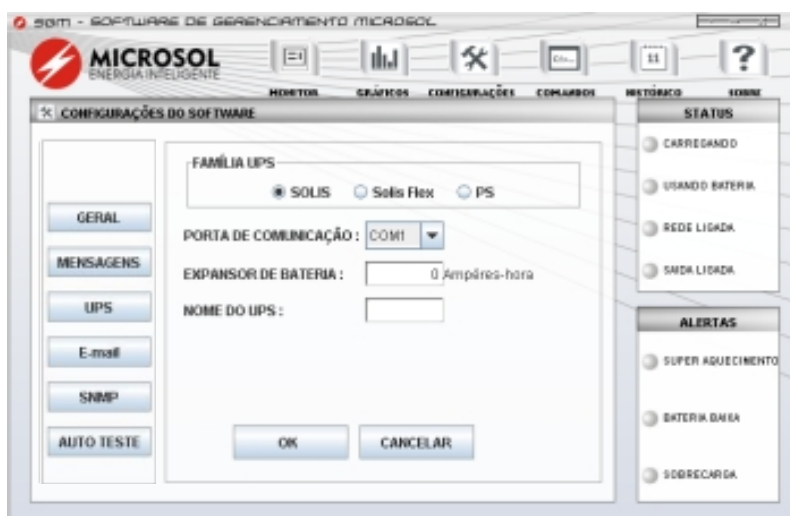 sgm - SOFTWARE DE GERENCIAMENTO MICROSOL
MICROSOL
ENERGIA INTELIGENTE
MONITOR
GRÁFICOS
CONFIGURAÇÕES
COMANDOS
HISTÓRICO
SOBRE
CONFIGURAÇÕES DO SOFTWARE
STATUS
CARREGANDO
USANDO BATERIA
REDE LIGADA
SAIDA LIGADA
GERAL
MENSAGENS
UPS
E-mail
SNMP
AUTO TESTE
FAMÍLIA UPS
SOLIS
Solis Flex
PS
PORTA DE COMUNICAÇÃO : COM1
EXPANSOR DE BATERIA : 0 Ampéres-hora
NOME DO UPS :
OK
CANCELAR
ALERTAS
SUPER AQUECIMENTO
BATERIA BAIXA
SOBRECARGA